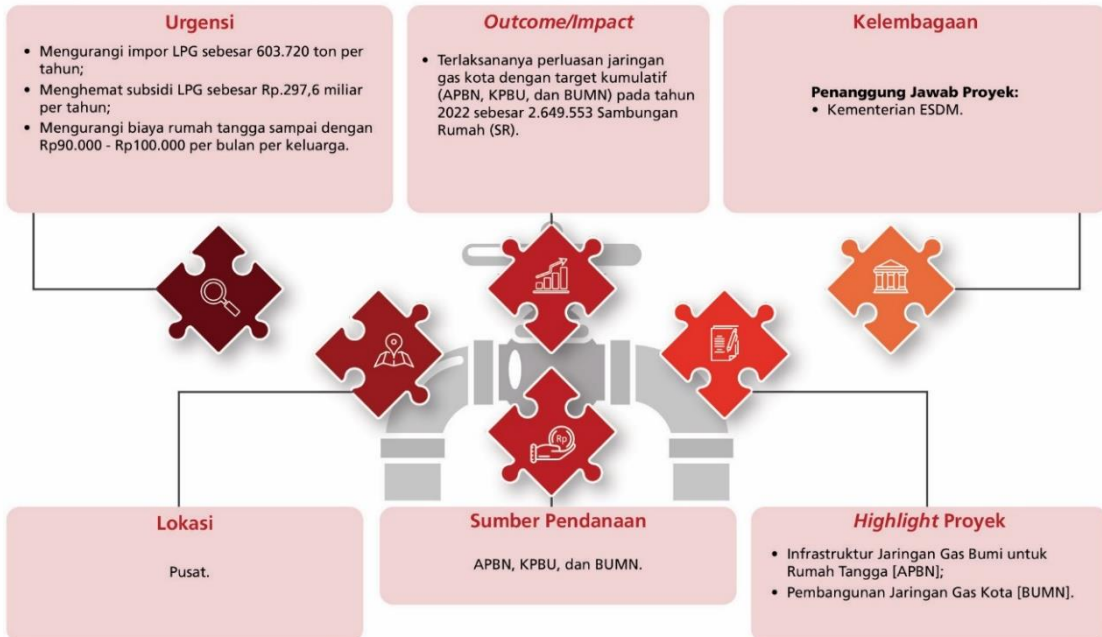 Urgensi
• Mengurangi impor LPG sebesar 603.720 ton per
tahun;
• Menghemat subsidi LPG sebesar Rp.297,6 miliar
per tahun;
• Mengurangi biaya rumah tangga sampai dengan
Rp90.000 - Rp100.000 per bulan per keluarga.
Outcome/Impact
• Terlaksananya perluasan jaringan
gas kota dengan target kumulatif
(APBN, KPBU, dan BUMN) pada tahun
2022 sebesar 2.649.553 Sambungan
Rumah (SR).
Kelembagaan
Penanggung Jawab Proyek:
• Kementerian ESDM.
Rp
Lokasi
Pusat.
Sumber Pendanaan
APBN, KPBU, dan BUMN.
Highlight Proyek
• Infrastruktur Jaringan Gas Bumi untuk
Rumah Tangga [APBN];
• Pembangunan Jaringan Gas Kota [BUMN].